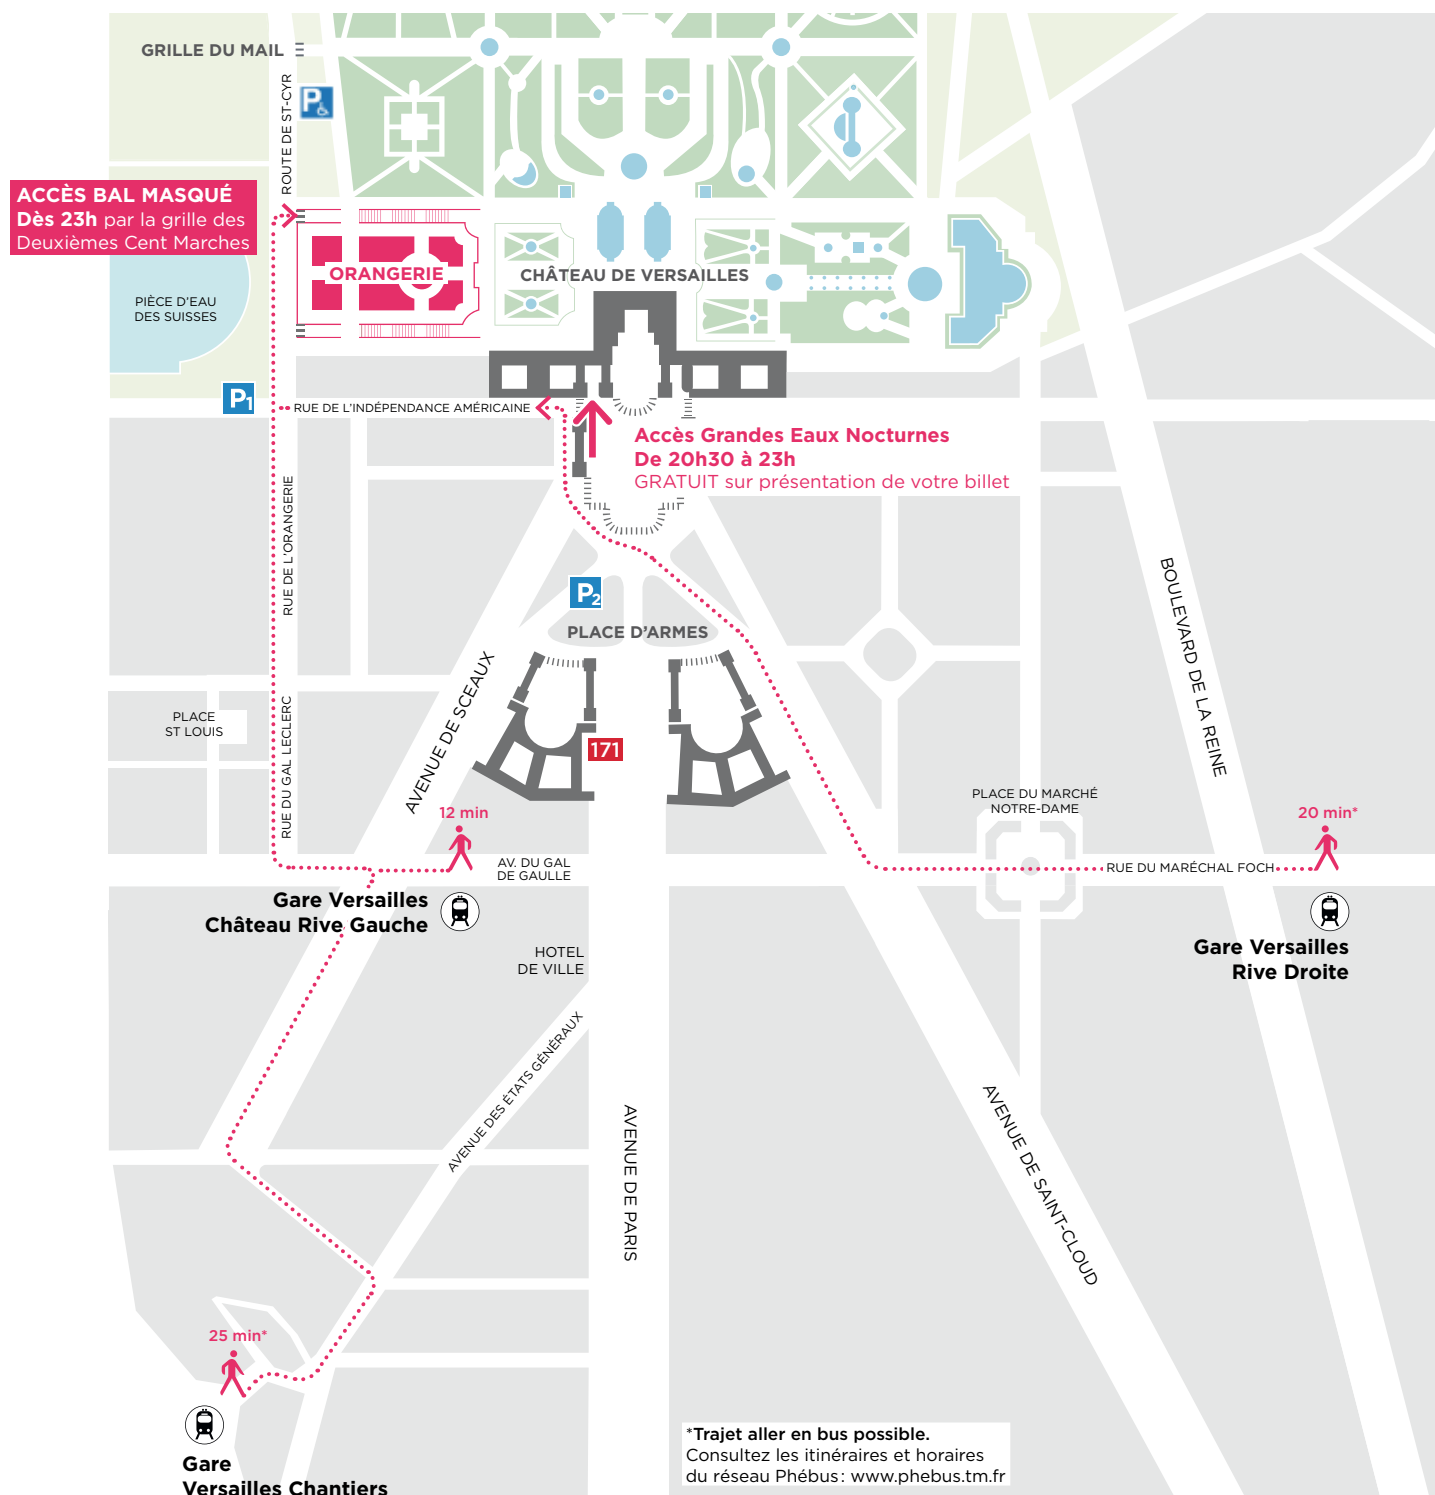 GRILLE DU MAIL
ROUTE DE ST-CYR
P
ACCÈS BAL MASQUÉ
Dès 23h par la grille des
Deuxièmes Cent Marches
ORANGERIE
CHÂTEAU DE VERSAILLES
PIÈCE D'EAU
DES SUISSES
P1
RUE DE L'INDÉPENDANCE AMÉRICAINE
Accès Grandes Eaux Nocturnes
De 20h30 à 23h
GRATUIT sur présentation de votre billet
RUE DE L'ORANGERIE
BOULEVARD DE LA REINE
P2
PLACE D'ARMES
AVENUE DE SCEAUX
PLACE
ST LOUIS
RUE DU GAL LECLERC
171
PLACE DU MARCHÉ
NOTRE-DAME
12 min
20 min*
AV. DU GAL
DE GAULLE
RUE DU MARÉCHAL FOCH
Gare Versailles
Château Rive Gauche
Gare Versailles
Rive Droite
HOTEL
DE VILLE
AVENUE DES ÉTATS GÉNÉRAUX
AVENUE DE PARIS
AVENUE DE SAINT-CLOUD
25 min*
Gare
Versailles Chantiers
*Trajet aller en bus possible.
Consultez les itinéraires et horaires
du réseau Phébus : www.phebus.tm.fr